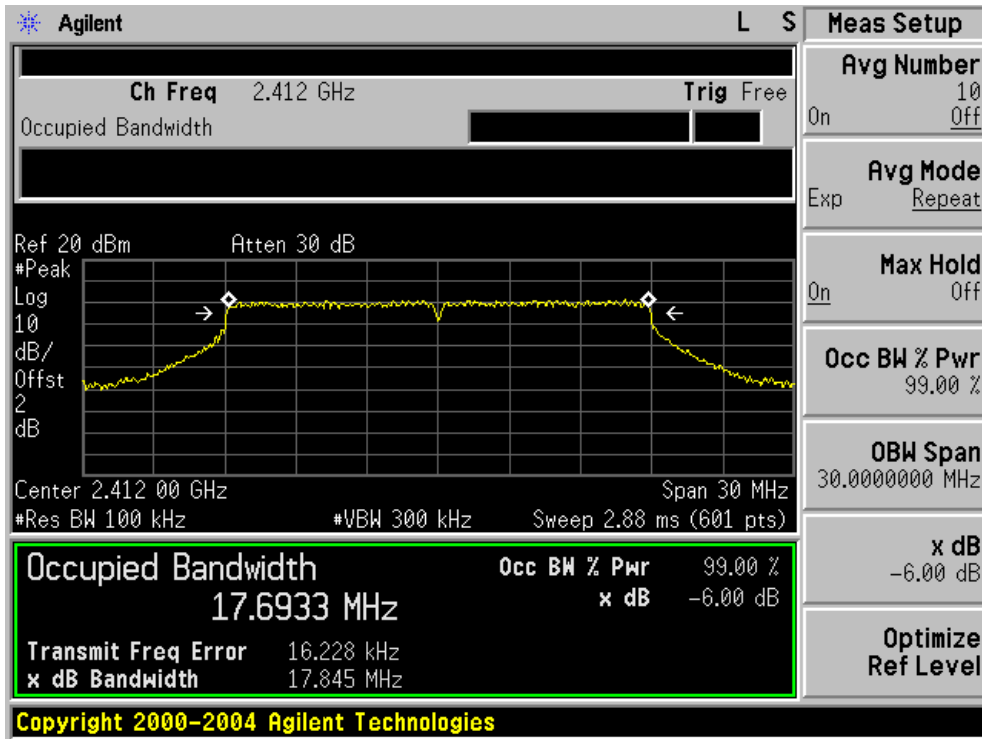 Agilent L S Meas Setup
Ch Freq 2.412 GHz Trig Free
Occupied Bandwidth
Ref 20 dBm Atten 30 dB
#Peak
Log
10
dB/
Offst
2
dB
Center 2.412 00 GHz Span 30 MHz
#Res BW 100 kHz #VBW 300 kHz Sweep 2.88 ms (601 pts)
Occupied Bandwidth Occ BW % Pwr 99.00 %
17.6933 MHz x dB -6.00 dB
Transmit Freq Error 16.228 kHz
x dB Bandwidth 17.845 MHz
Avg Number
10
On Off
Avg Mode
Exp Repeat
Max Hold
On Off
Occ BW % Pwr
99.00 %
OBW Span
30.0000000 MHz
x dB
-6.00 dB
Optimize
Ref Level
Copyright 2000-2004 Agilent Technologies